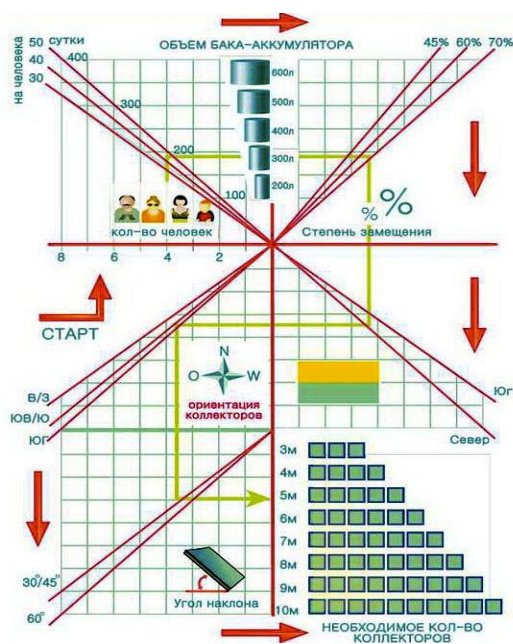 ОБЪЕМ БАКА-АККУМУЛЯТОРА
на человека
50 сутки
40
30
400
300
200
100
600л
500л
400л
300л
200л
45%
60%
70%
кол-во человек
% %
Степень замещения
8
6
4
2
СТАРТ
N
O
W
ориентация
коллекторов
В/З
ЮВ/Ю
ЮГ
Юг
Север
3м
4м
5м
6м
7м
8м
9м
10м
30°/45°
60°
Угол наклона
НЕОБХОДИМОЕ КОЛ-ВО
КОЛЛЕКТОРОВ